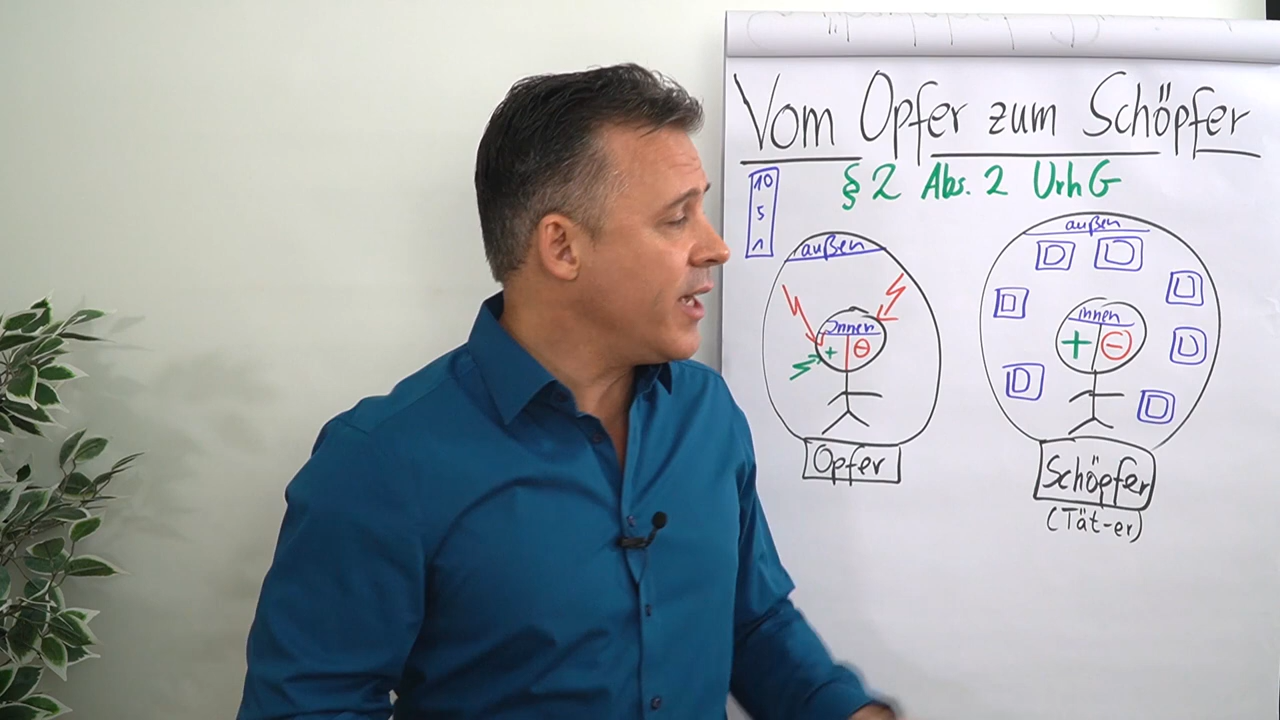 Vom Opfer zum Schöpfer
§ 2 Abs. 2 UrhG
10
5
1
außen
Innen
+ -
Opfer
außen
innen
+ -
Schöpfer
(Tät-er)